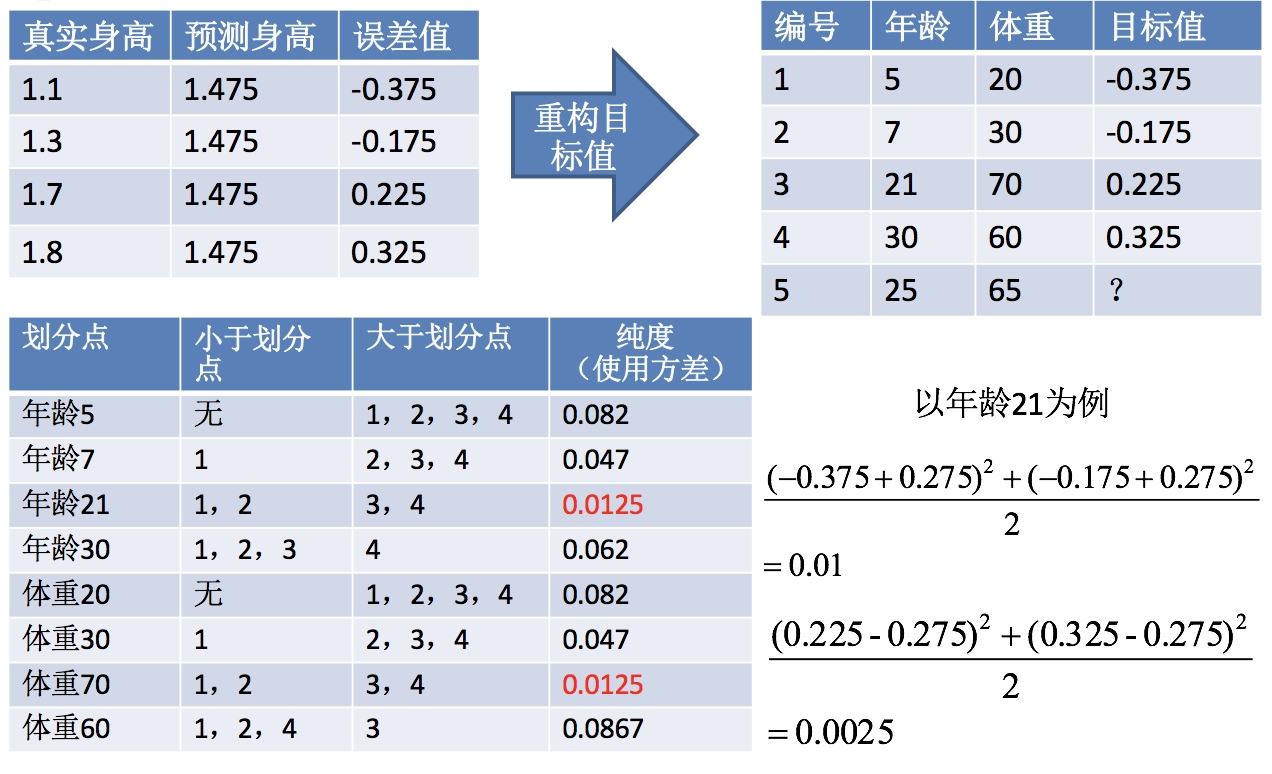 真实身高 预测身高 误差值
1.1 1.475 -0.375
1.3 1.475 -0.175
1.7 1.475 0.225
1.8 1.475 0.325
重构目
标值
编号 年龄 体重 目标值
1 5 20 -0.375
2 7 30 -0.175
3 21 70 0.225
4 30 60 0.325
5 25 65 ？
划分点 小于划分
点 大于划分点 纯度
（使用方差）
年龄5 无 1，2，3，4 0.082
年龄7 1 2，3，4 0.047
年龄21 1，2 3，4 0.0125
年龄30 1，2，3 4 0.062
体重20 无 1，2，3，4 0.082
体重30 1 2，3，4 0.047
体重70 1，2 3，4 0.0125
体重60 1，2，4 3 0.0867
以年龄21为例
(−0.375+0.275)² +(−0.175+0.275)²
2
=0.01
(0.225-0.275)² +(0.325-0.275)²
2
=0.0025